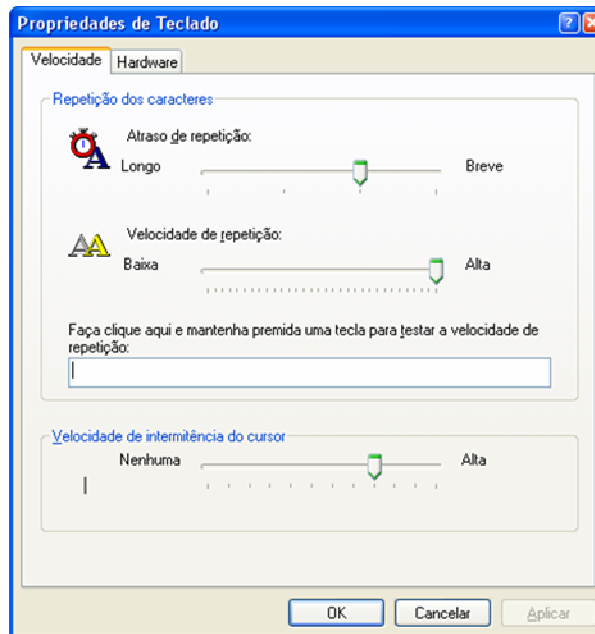 Propriedades de Teclado
Velocidade
Hardware
Repetição dos caracteres
Atraso de repetição:
Longo
Breve
Velocidade de repetição:
Baixa
Alta
Faça clique aqui e mantenha premida uma tecla para testar a velocidade de
repetição:
Velocidade de intermitência do cursor
Nenhuma
Alta
OK
Cancelar
Aplicar